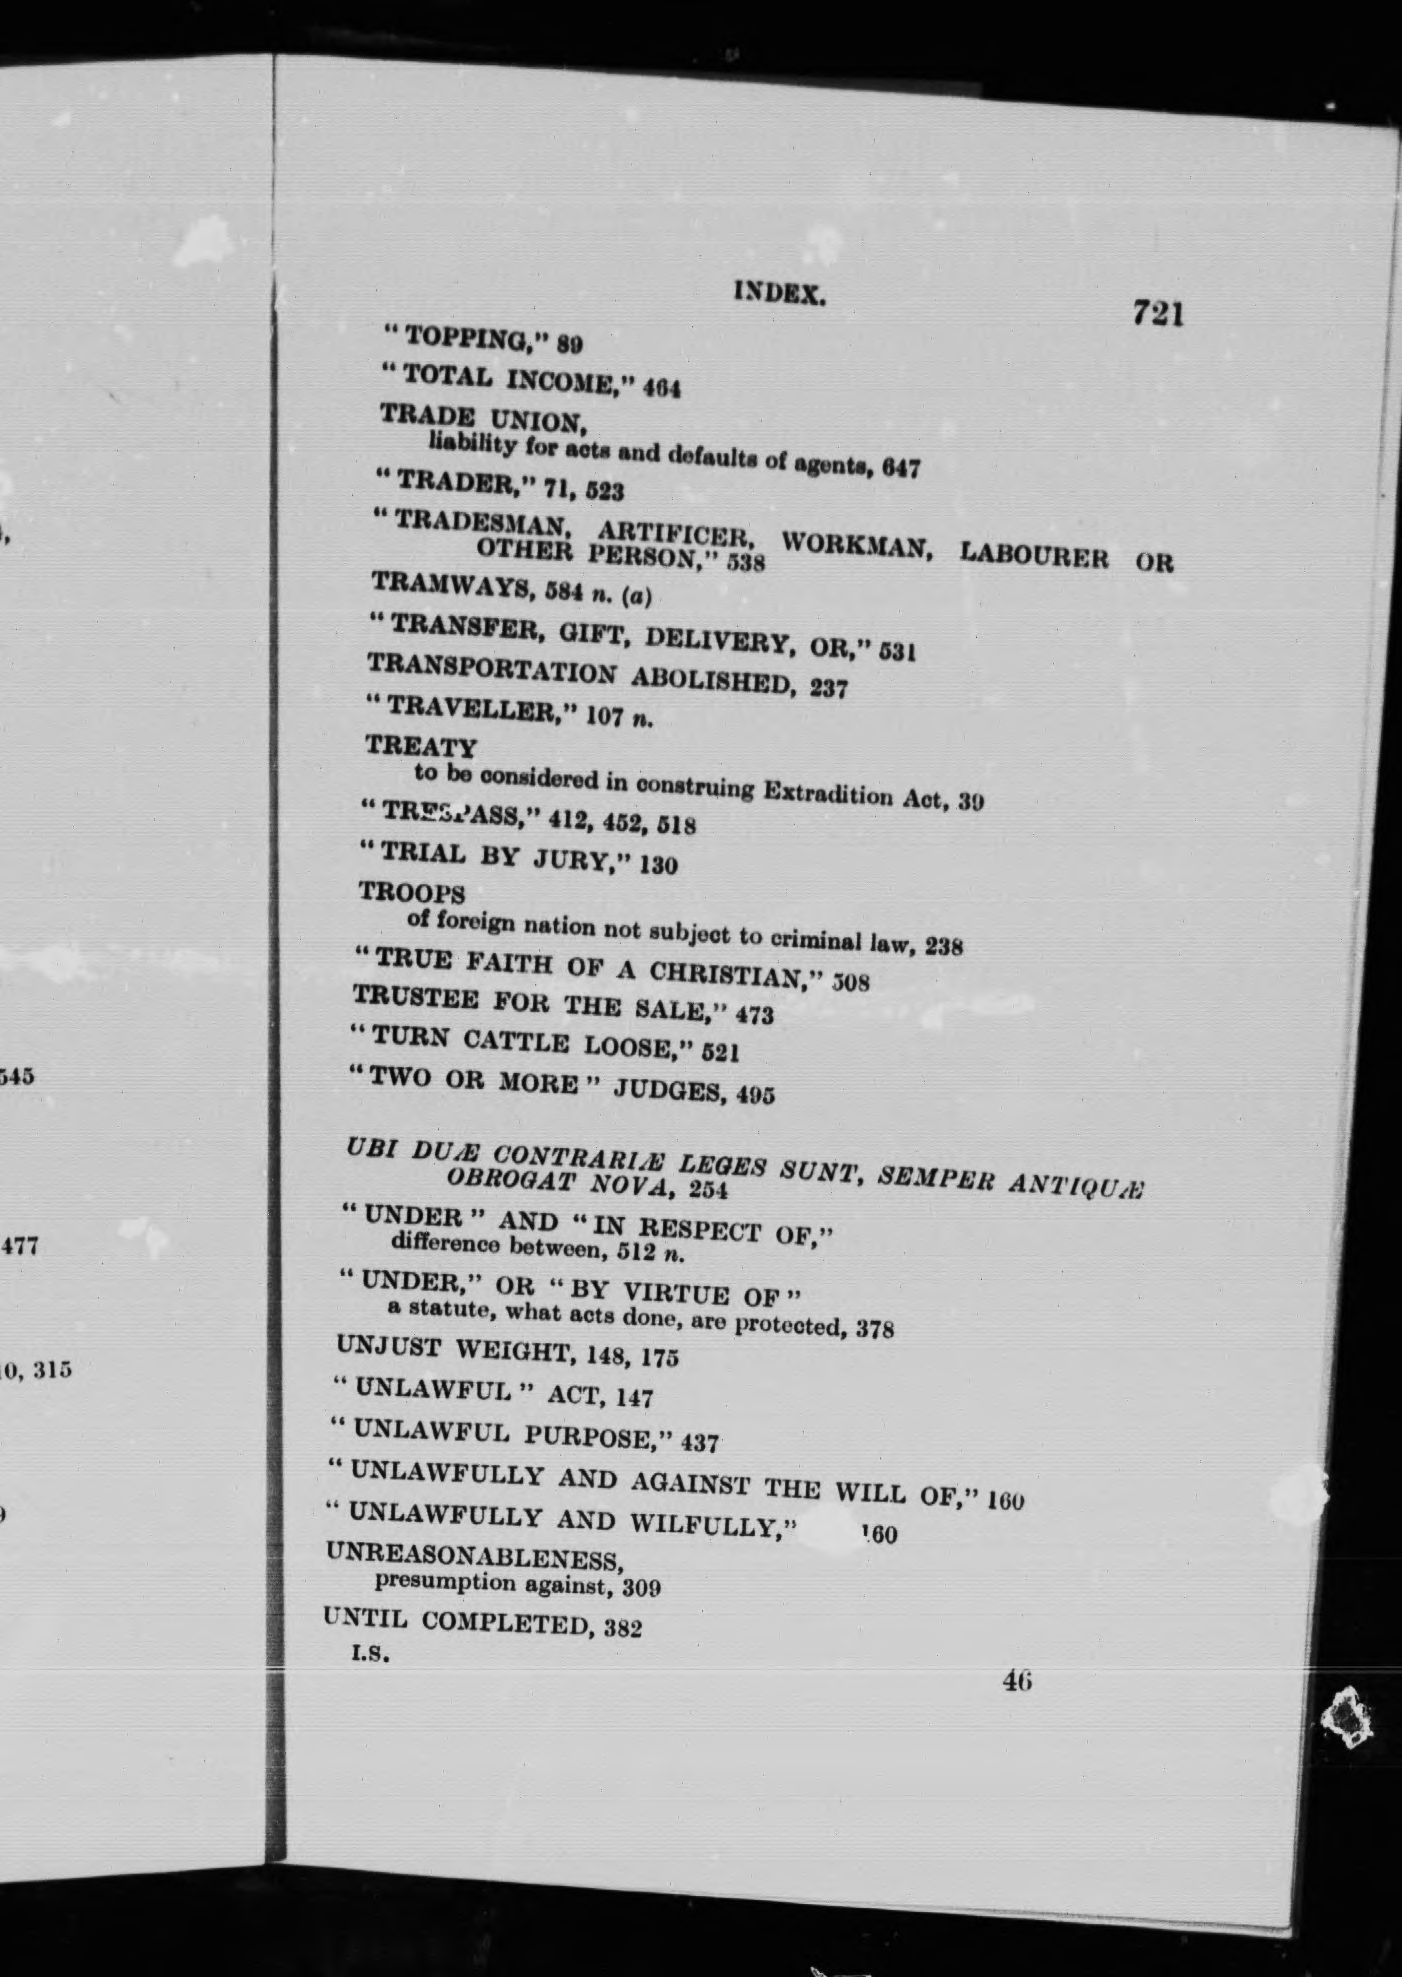 INDEX.
721
" TOPPING," 89
" TOTAL INCOME," 464
TRADE UNION,
liability for acts and defaults of agents, 647
" TRADER," 71, 523
" TRADESMAN, ARTIFICER, WORKMAN, LABOURER OR
OTHER PERSON," 538
TRAMWAYS, 584 n. (a)
" TRANSFER, GIFT, DELIVERY, OR," 531
TRANSPORTATION ABOLISHED, 237
" TRAVELLER," 107 n.
TREATY
to be considered in construing Extradition Act, 39
" TRESPASS," 412, 452, 518
" TRIAL BY JURY," 130
TROOPS
of foreign nation not subject to criminal law, 238
" TRUE FAITH OF A CHRISTIAN," 508
TRUSTEE FOR THE SALE," 473
" TURN CATTLE LOOSE," 521
" TWO OR MORE " JUDGES, 495
UBI DUÆ CONTRARIÆ LEGES SUNT, SEMPER ANTIQUÆ
OBROGAT NOVA, 254
" UNDER " AND " IN RESPECT OF,"
difference between, 512 n.
" UNDER," OR " BY VIRTUE OF "
a statute, what acts done, are protected, 378
UNJUST WEIGHT, 148, 175
" UNLAWFUL " ACT, 147
" UNLAWFUL PURPOSE," 437
" UNLAWFULLY AND AGAINST THE WILL OF," 160
" UNLAWFULLY AND WILFULLY," 160
UNREASONABLENESS,
presumption against, 309
UNTIL COMPLETED, 382
I.S.
46
545
477
315